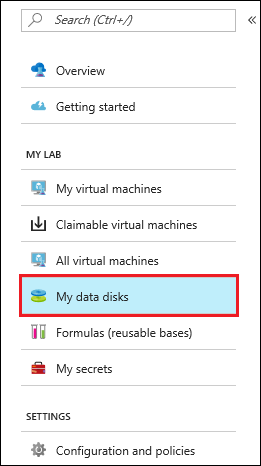 Search (Ctrl+/)
Overview
Getting started
MY LAB
My virtual machines
Claimable virtual machines
All virtual machines
My data disks
Formulas (reusable bases)
My secrets
SETTINGS
Configuration and policies